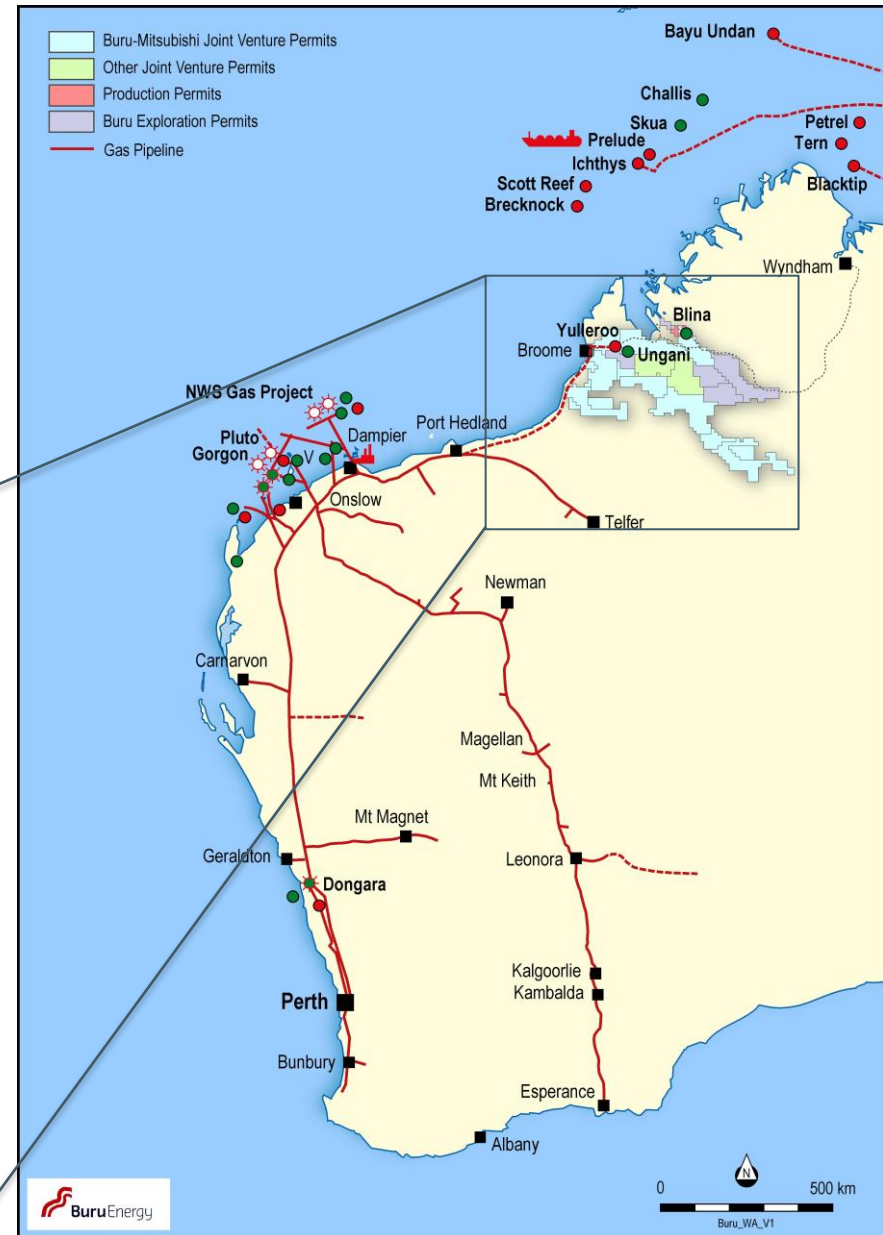 Buru-Mitsubishi Joint Venture Permits
Other Joint Venture Permits
Production Permits
Buru Exploration Permits
Gas Pipeline
Bayu Undan
Challis
Skua
Petrel
Prelude
Tern
Ichthys
Blacktip
Scott Reef
Brecknock
Wyndham
Blina
Yulleroo
Broome
Ungani
NWS Gas Project
Port Hedland
Dampier
Pluto
Gorgon
V
Onslow
Telfer
Newman
Carnarvon
Magellan
Mt Keith
Mt Magnet
Geraldton
Leonora
Dongara
Kalgoorlie
Kambalda
Perth
Bunbury
Esperance
Albany
N
0 500 km
Buru_WA_V1
BuruEnergy